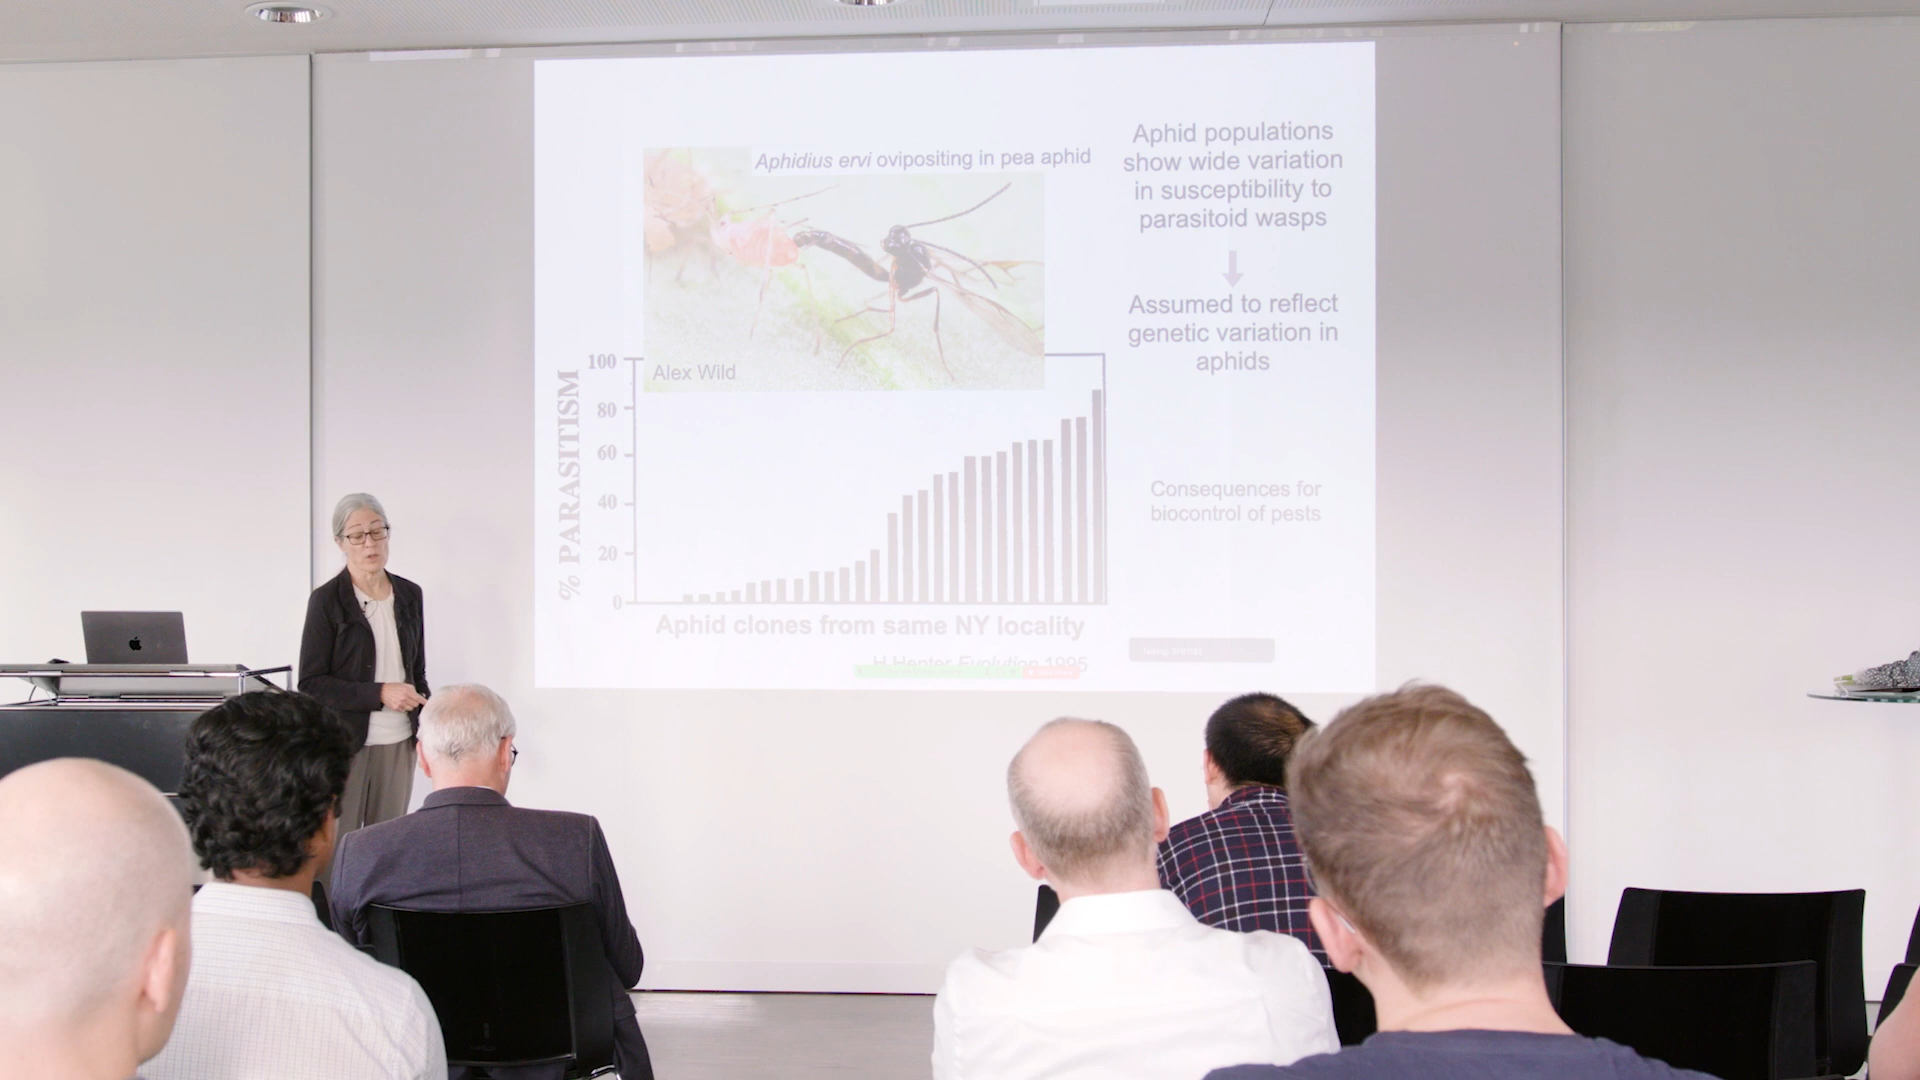 Aphidius ervi ovipositing in pea aphid
Alex Wild
% PARASITISM
100
80
60
40
20
0
Aphid clones from same NY locality
H Henter Evolution 1995
Aphid populations
show wide variation
in susceptibility to
parasitoid wasps
Assumed to reflect
genetic variation in
aphids
Consequences for
biocontrol of pests